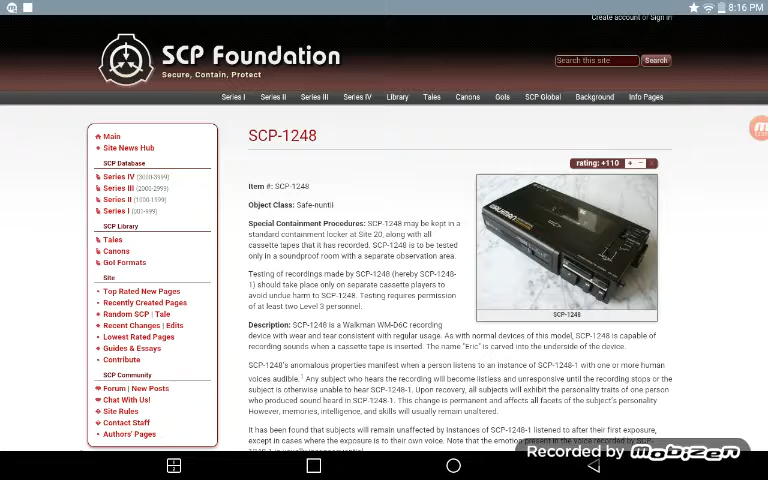 8:16 PM
Create account or Sign in
SCP Foundation
Secure, Contain, Protect
Search this site
Search
Series I Series II Series III Series IV Library Tales Canons GoIs SCP Global Background Info Pages
Main
Site News Hub
SCP Database
Series IV (3000-3999)
Series III (2000-2999)
Series II (1000-1999)
Series I (001-999)
SCP Library
Tales
Canons
GoI Formats
Site
Top Rated New Pages
Recently Created Pages
Random SCP | Tale
Recent Changes | Edits
Lowest Rated Pages
Guides & Essays
Contribute
SCP Community
Forum | New Posts
Chat With Us!
Site Rules
Contact Staff
Authors' Pages
SCP-1248
rating: +110 + – x
Item #: SCP-1248
Object Class: Safe-nuntii
Special Containment Procedures: SCP-1248 may be kept in a
standard containment locker at Site 20, along with all
cassette tapes that it has recorded. SCP-1248 is to be tested
only in a soundproof room with a separate observation area.
Testing of recordings made by SCP-1248 (hereby SCP-1248-
1) should take place only on separate cassette players to
avoid undue harm to SCP-1248. Testing requires permission
of at least two Level 3 personnel.
SONY
WALKMAN
SCP-1248
Description: SCP-1248 is a Walkman WM-D6C recording
device with wear and tear consistent with regular usage. As with normal devices of this model, SCP-1248 is capable of
recording sounds when a cassette tape is inserted. The name "Eric" is carved into the underside of the device.
SCP-1248's anomalous properties manifest when a person listens to an instance of SCP-1248-1 with one or more human
voices audible.1 Any subject who hears the recording will become listless and unresponsive until the recording stops or the
subject is otherwise unable to hear SCP-1248-1. Upon recovery, all subjects will exhibit the personality traits of one person
who produced sound heard in SCP-1248-1. This change is permanent and affects all facets of the subject's personality
However, memories, intelligence, and skills will usually remain unaltered.
It has been found that subjects will remain unaffected by instances of SCP-1248-1 listened to after their first exposure,
except in cases where the exposure is to their own voice. Note that the emotion present in the voice recorded by SCP-
Recorded by mobizen